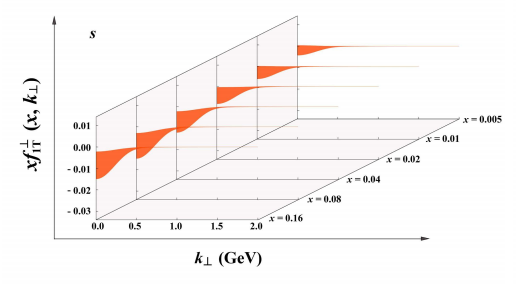 s
xf⊥1T (x, k⊥)
0.01
0.00
- 0.01
- 0.02
- 0.03
0.0 0.5 1.0 1.5 2.0
k⊥ (GeV)
x = 0.005
x = 0.01
x = 0.02
x = 0.04
x = 0.08
x = 0.16